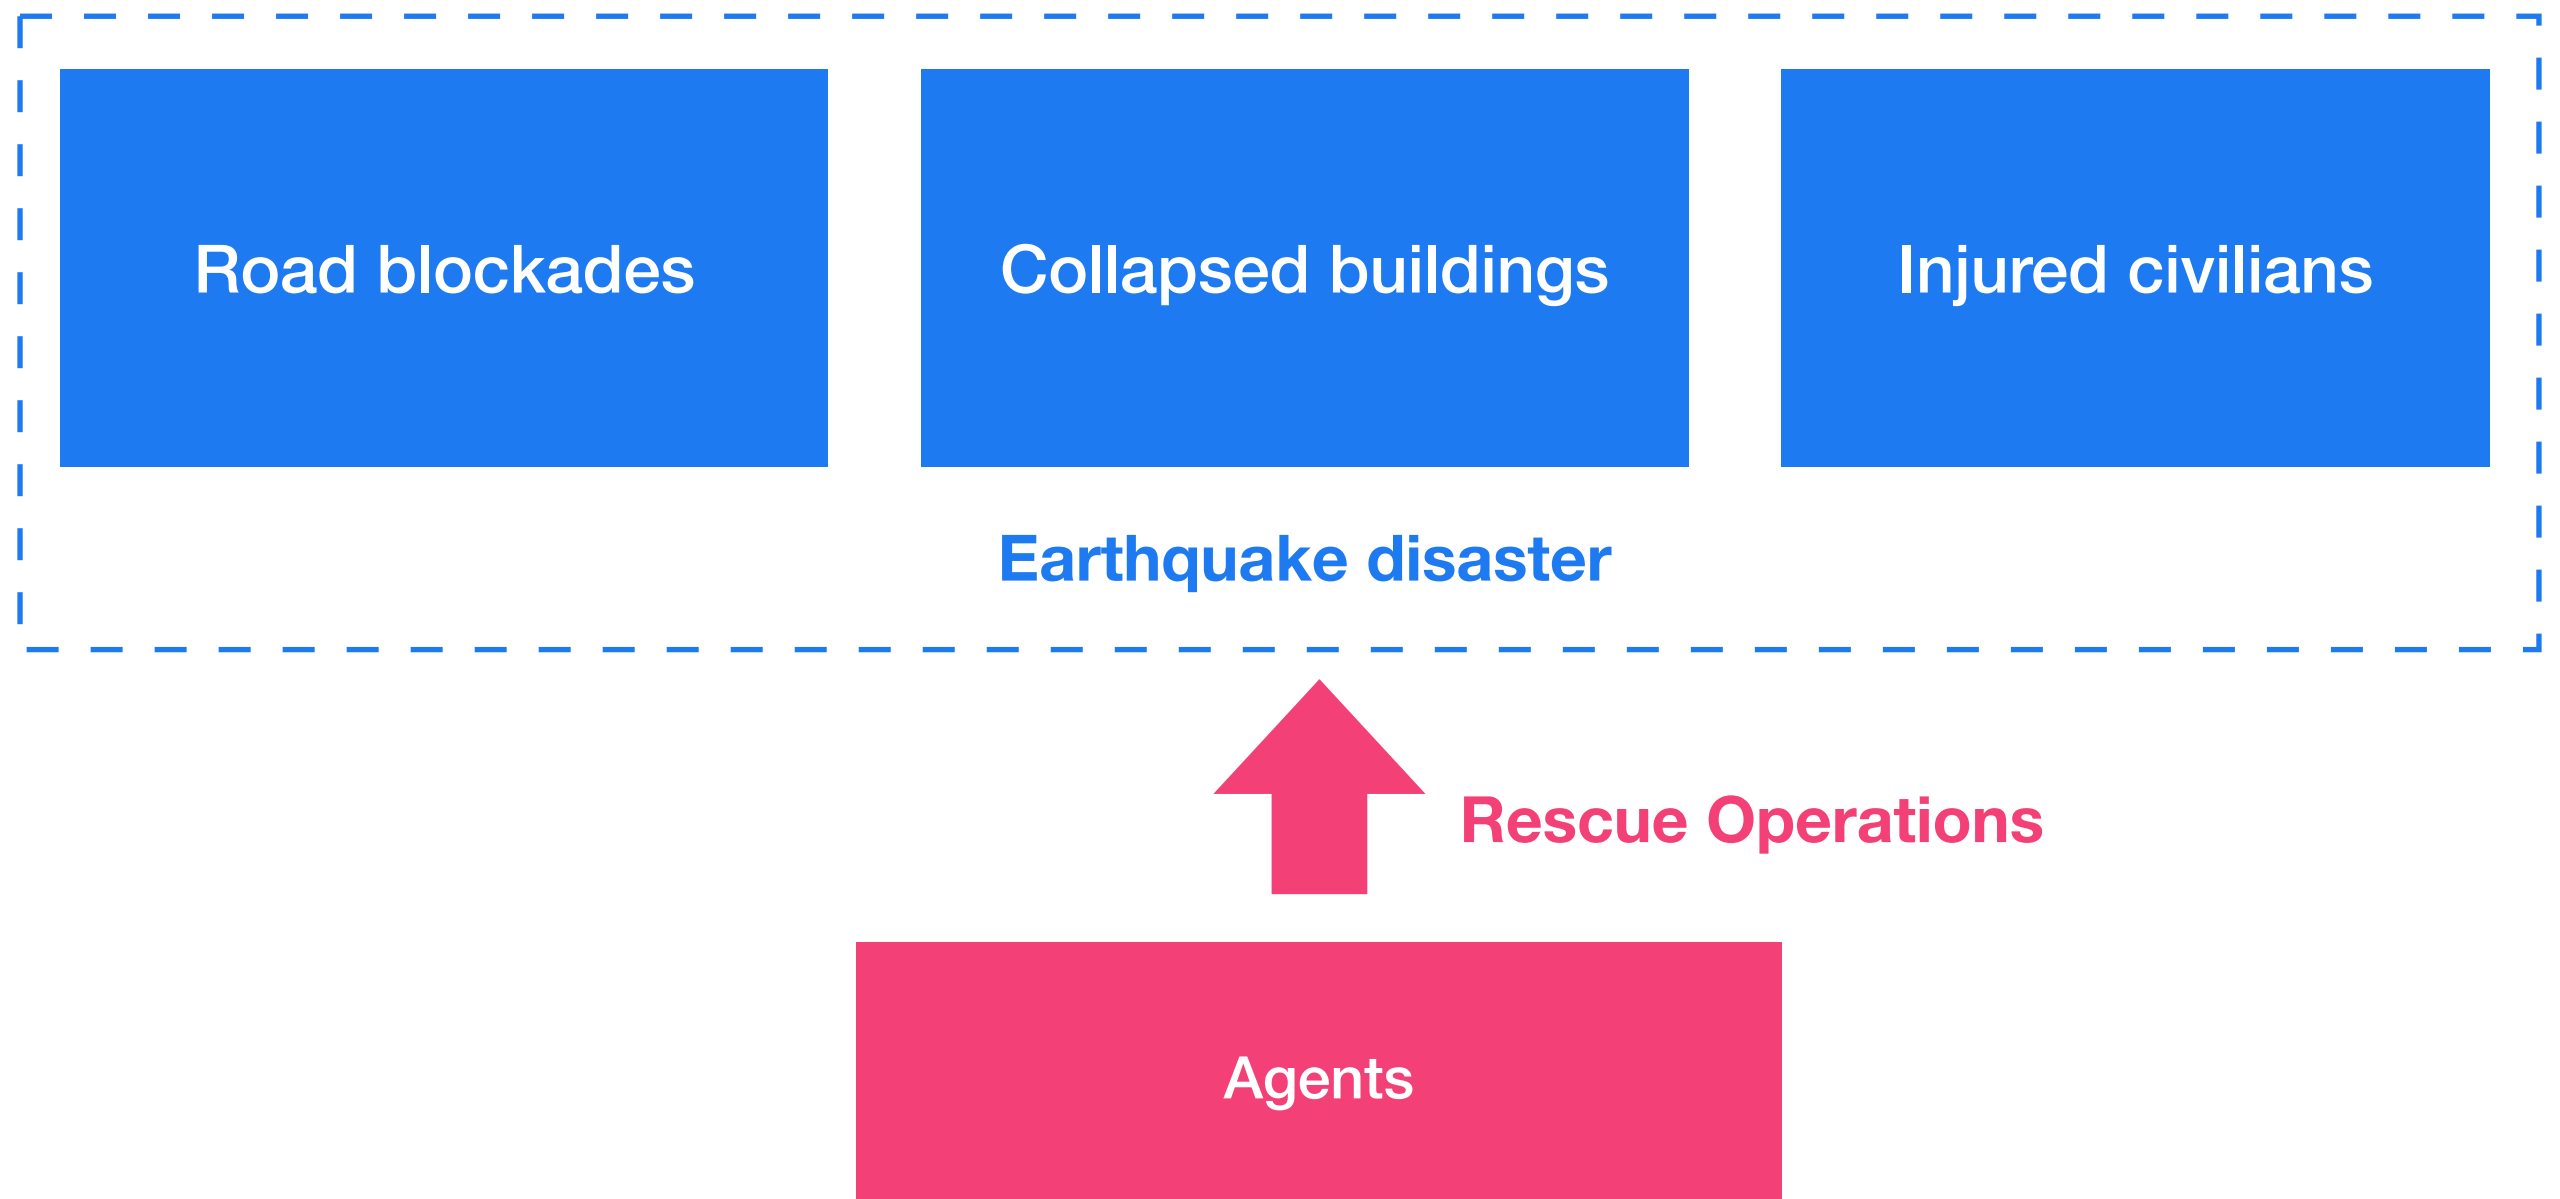 Road blockades
Collapsed buildings
Injured civilians
Earthquake disaster
Rescue Operations
Agents